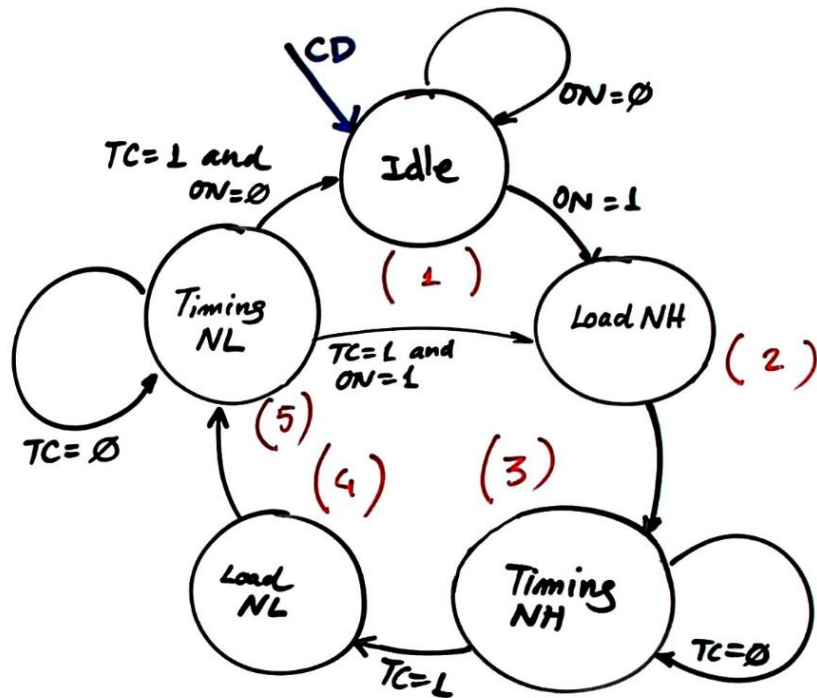 CD
ON=Ø
Idle
TC=1 and
ON=Ø
ON=1
(1)
Timing
NL
Load NH
TC=1 and
ON=1
(2)
TC=Ø
(5)
(4)
(3)
Load
NL
Timing
NH
TC=Ø
TC=1